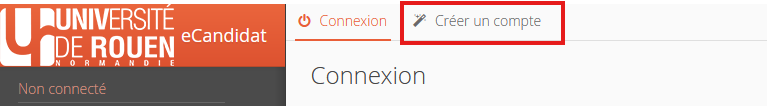 UNIVERSITÉ
DE ROUEN
NORMANDIE
eCandidat
Non connecté
Connexion
Créer un compte
Connexion